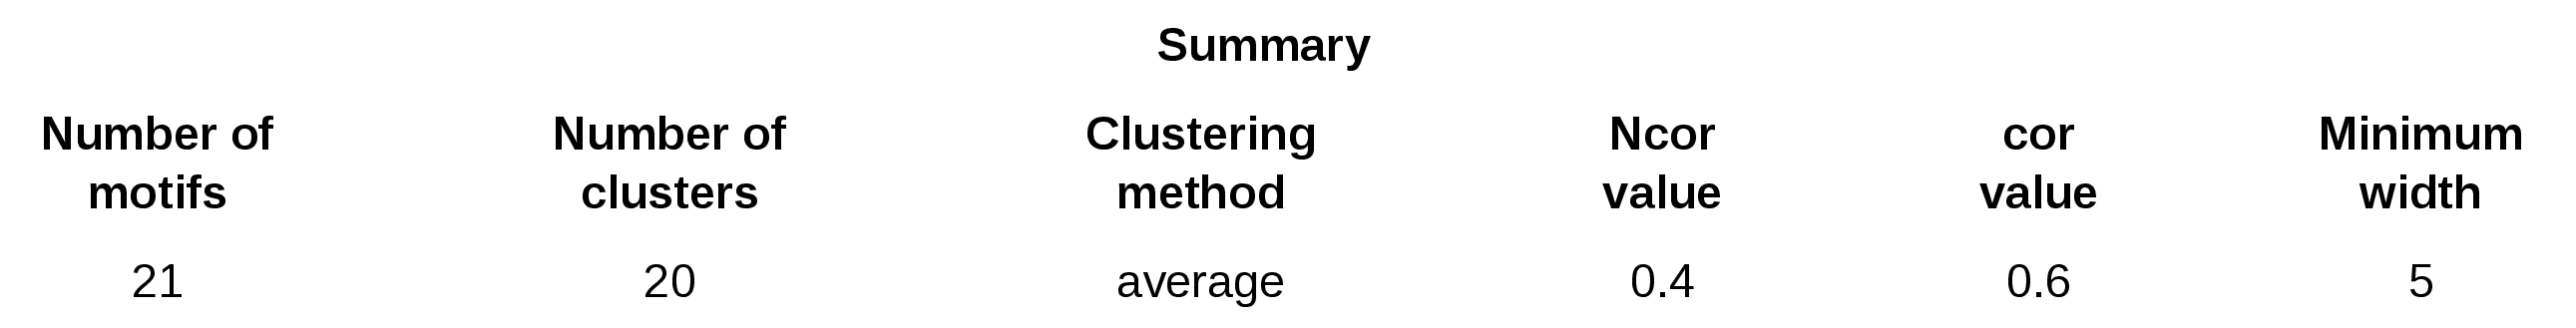 Summary
Number of motifs Number of clusters Clustering method Ncor value cor value Minimum width
21 20 average 0.4 0.6 5